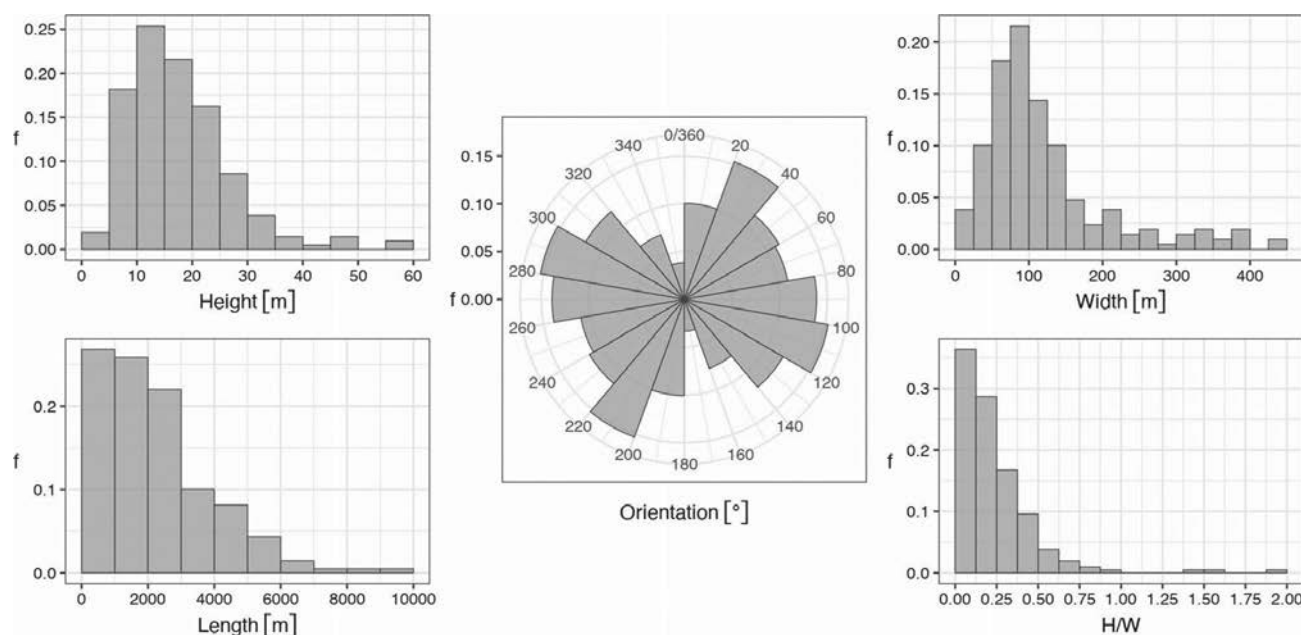 0.25
0.20
0.15
f
0.10
0.05
0.00
0 10 20 30 40 50 60
Height [m]
0.2
f
0.1
0.0
0 2000 4000 6000 8000 10000
Length [m]
0.15
0.10
0.05
f 0.00
0/360
20
40
60
80
100
120
140
160
180
200
220
240
260
280
300
320
340
Orientation [°]
0.20
0.15
f
0.10
0.05
0.00
0 100 200 300 400
Width [m]
0.3
f
0.2
0.1
0.0
0.00 0.25 0.50 0.75 1.00 1.25 1.50 1.75 2.00
H/W